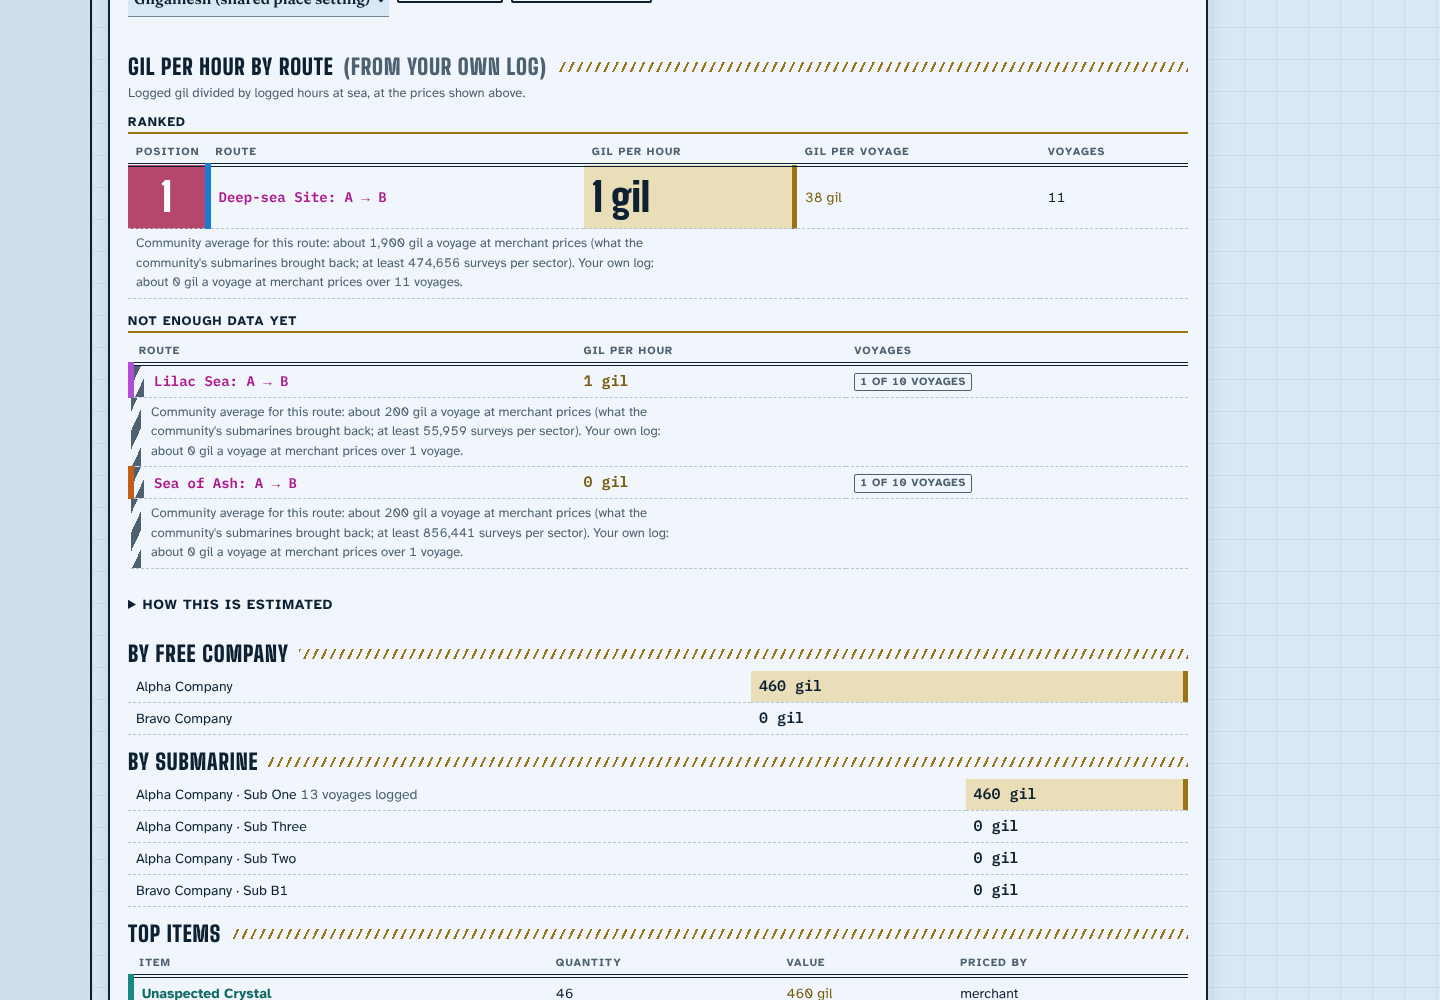 Gilgamesh (shared place setting)
GIL PER HOUR BY ROUTE (FROM YOUR OWN LOG)
Logged gil divided by logged hours at sea, at the prices shown above.
RANKED
POSITION ROUTE GIL PER HOUR GIL PER VOYAGE VOYAGES
1 Deep-sea Site: A → B 1 gil 38 gil 11
Community average for this route: about 1,900 gil a voyage at merchant prices (what the
community's submarines brought back; at least 474,656 surveys per sector). Your own log:
about 0 gil a voyage at merchant prices over 11 voyages.
NOT ENOUGH DATA YET
ROUTE GIL PER HOUR VOYAGES
Lilac Sea: A → B 1 gil 1 OF 10 VOYAGES
Community average for this route: about 200 gil a voyage at merchant prices (what the
community's submarines brought back; at least 55,959 surveys per sector). Your own log:
about 0 gil a voyage at merchant prices over 1 voyage.
Sea of Ash: A → B 0 gil 1 OF 10 VOYAGES
Community average for this route: about 200 gil a voyage at merchant prices (what the
community's submarines brought back; at least 856,441 surveys per sector). Your own log:
about 0 gil a voyage at merchant prices over 1 voyage.
HOW THIS IS ESTIMATED
BY FREE COMPANY
Alpha Company 460 gil
Bravo Company 0 gil
BY SUBMARINE
Alpha Company · Sub One 13 voyages logged 460 gil
Alpha Company · Sub Three 0 gil
Alpha Company · Sub Two 0 gil
Bravo Company · Sub B1 0 gil
TOP ITEMS
ITEM QUANTITY VALUE PRICED BY
Unaspected Crystal 46 460 gil merchant